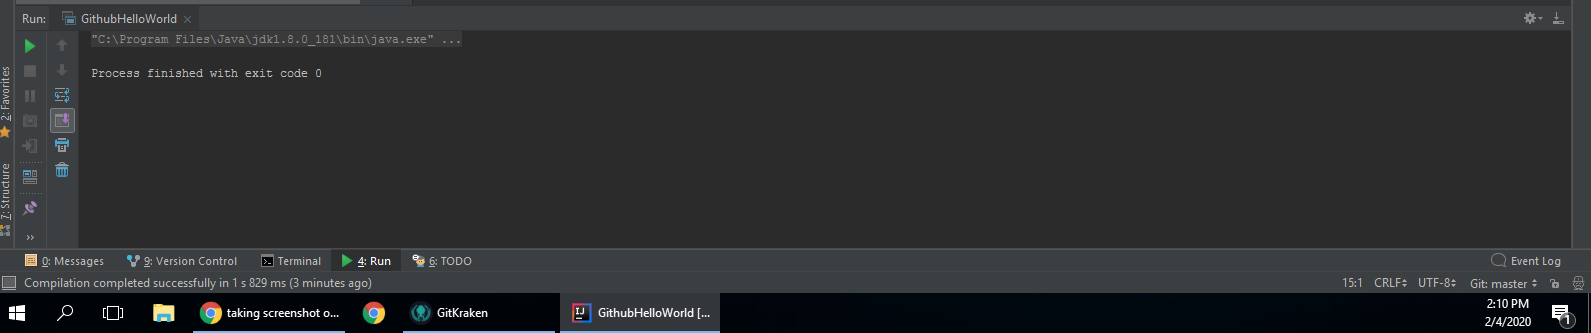 Run: GithubHelloWorld
"C:\Program Files\Java\jdk1.8.0_181\bin\java.exe" ...
Process finished with exit code 0
2: Favorites
7: Structure
0: Messages 9: Version Control Terminal 4: Run 6: TODO Event Log
Compilation completed successfully in 1 s 829 ms (3 minutes ago) 15:1 CRLF UTF-8 Git: master
taking screenshot o... GitKraken IJ GithubHelloWorld [... 2:10 PM
2/4/2020 1